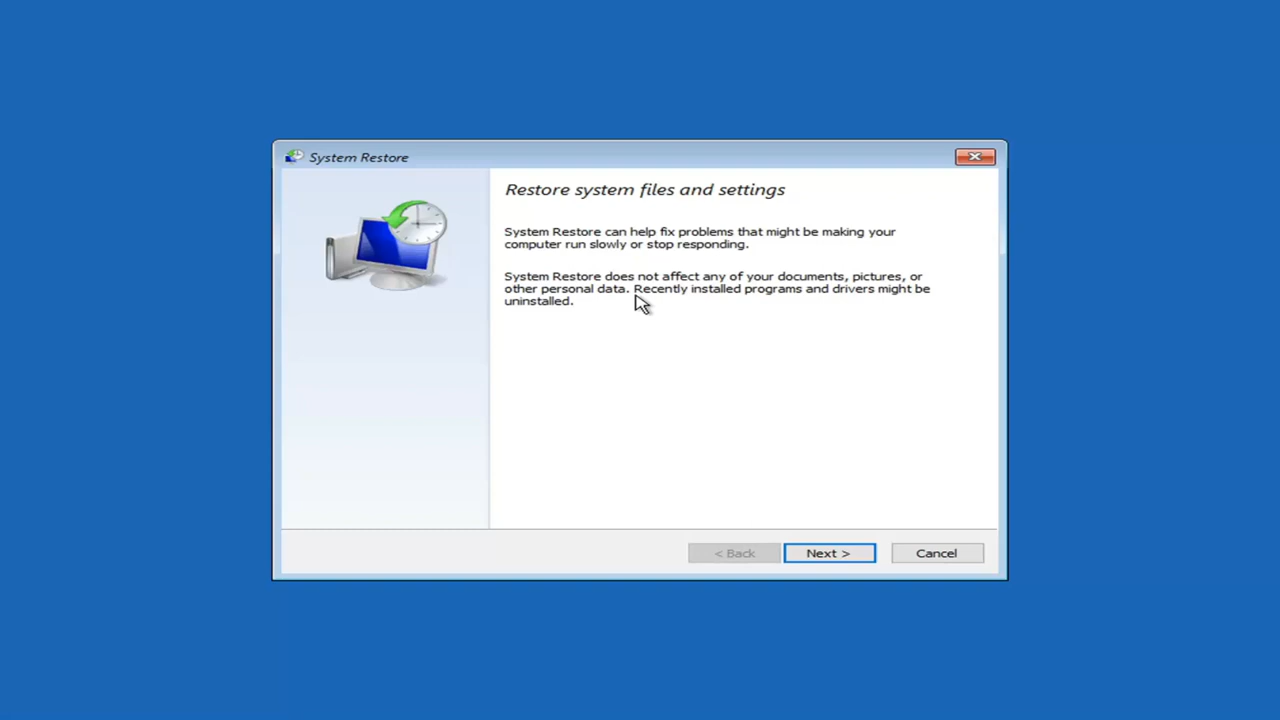 System Restore
Restore system files and settings
System Restore can help fix problems that might be making your
computer run slowly or stop responding.
System Restore does not affect any of your documents, pictures, or
other personal data. Recently installed programs and drivers might be
uninstalled.
< Back Next > Cancel